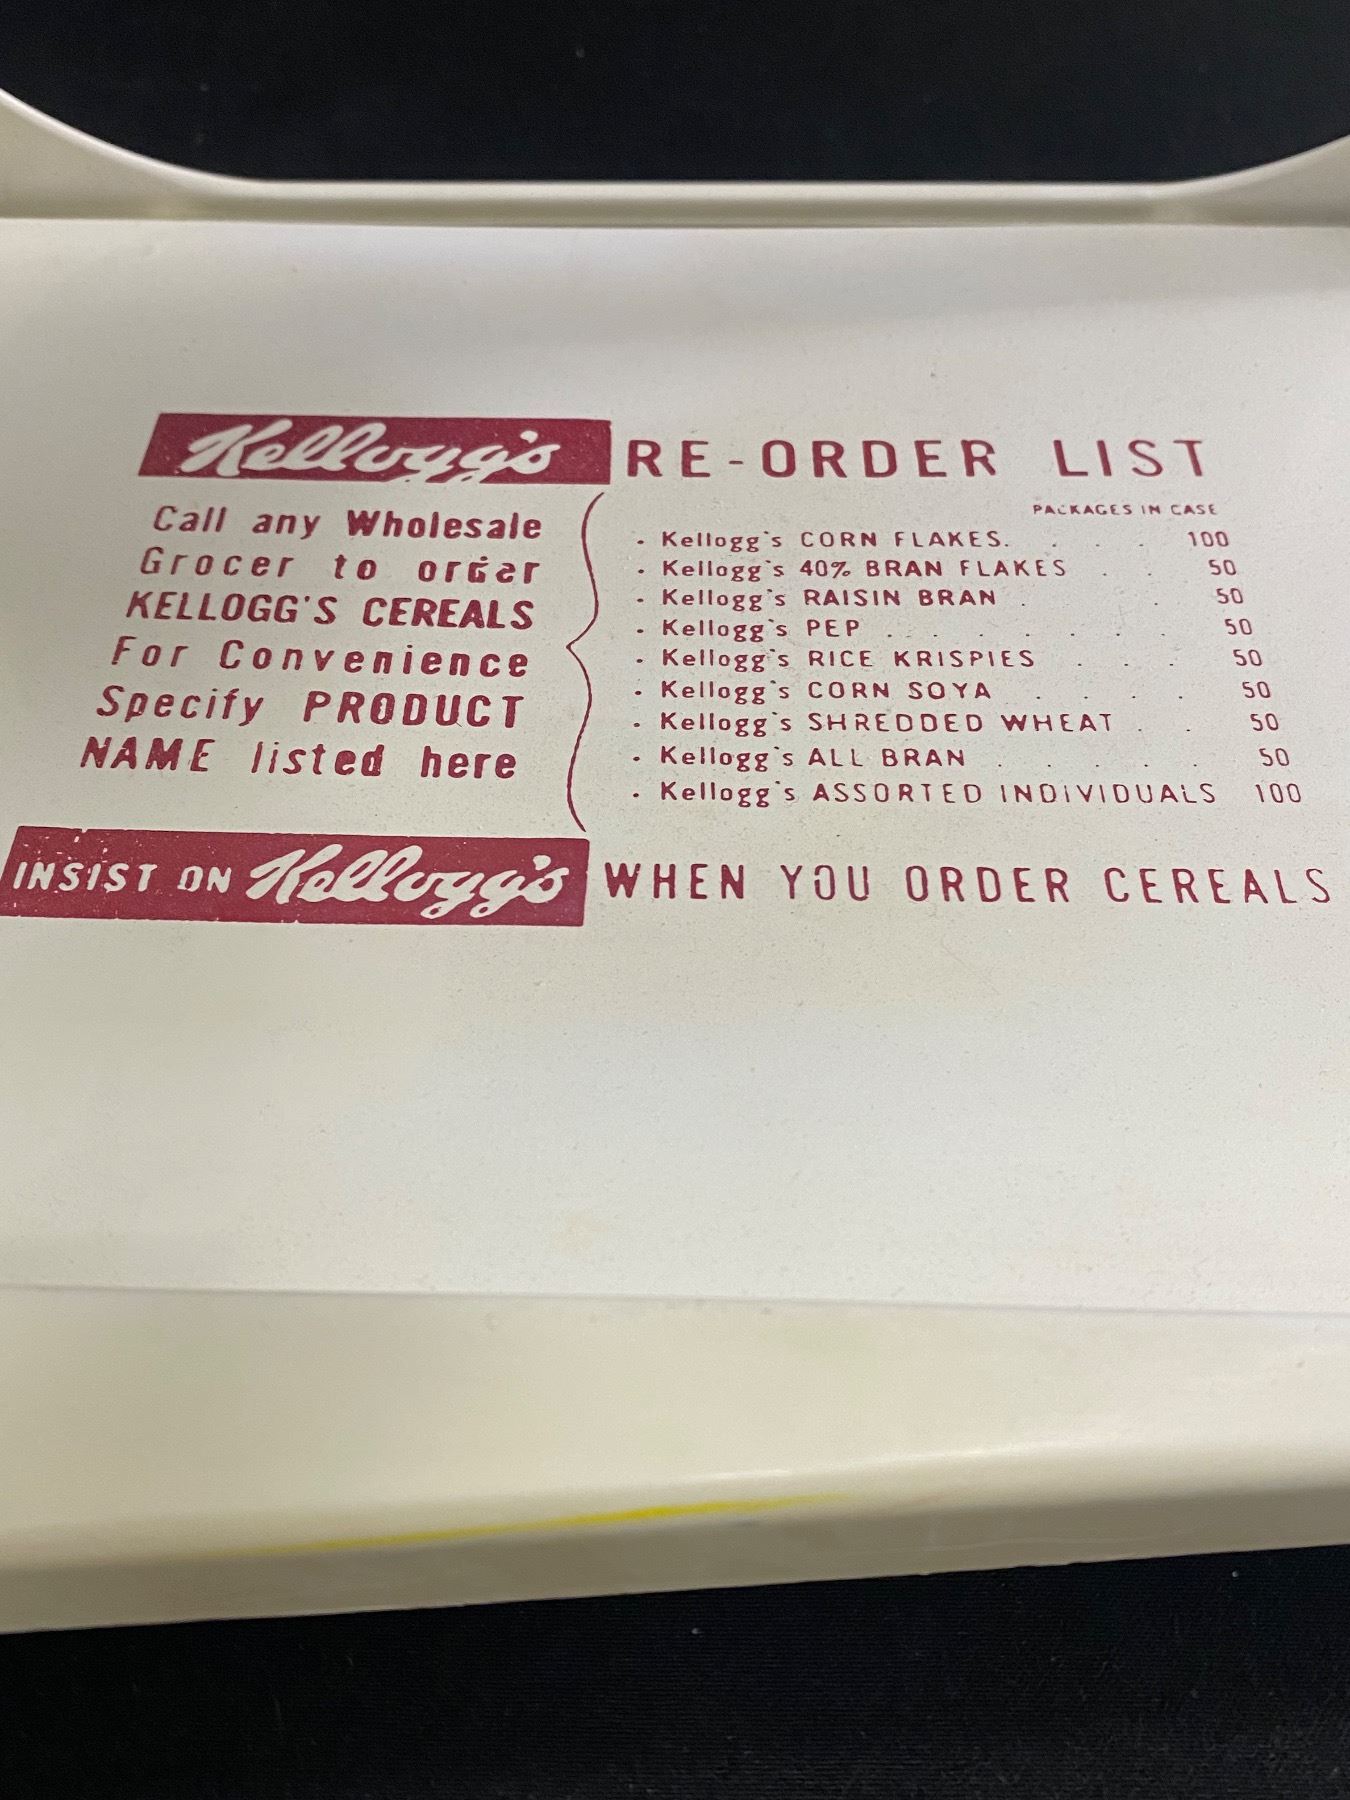 Kellogg's RE-ORDER LIST
Call any Wholesale
Grocer to order
KELLOGG'S CEREALS
For Convenience
Specify PRODUCT
NAME listed here
PACKAGES IN CASE
· Kellogg's CORN FLAKES. . . . 100
· Kellogg's 40% BRAN FLAKES . . 50
· Kellogg's RAISIN BRAN . . 50
· Kellogg's PEP . . . . . . . 50
· Kellogg's RICE KRISPIES . . . 50
· Kellogg's CORN SOYA . . . . 50
· Kellogg's SHREDDED WHEAT . . 50
· Kellogg's ALL BRAN . . . . . 50
· Kellogg's ASSORTED INDIVIDUALS 100
INSIST ON Kellogg's WHEN YOU ORDER CEREALS